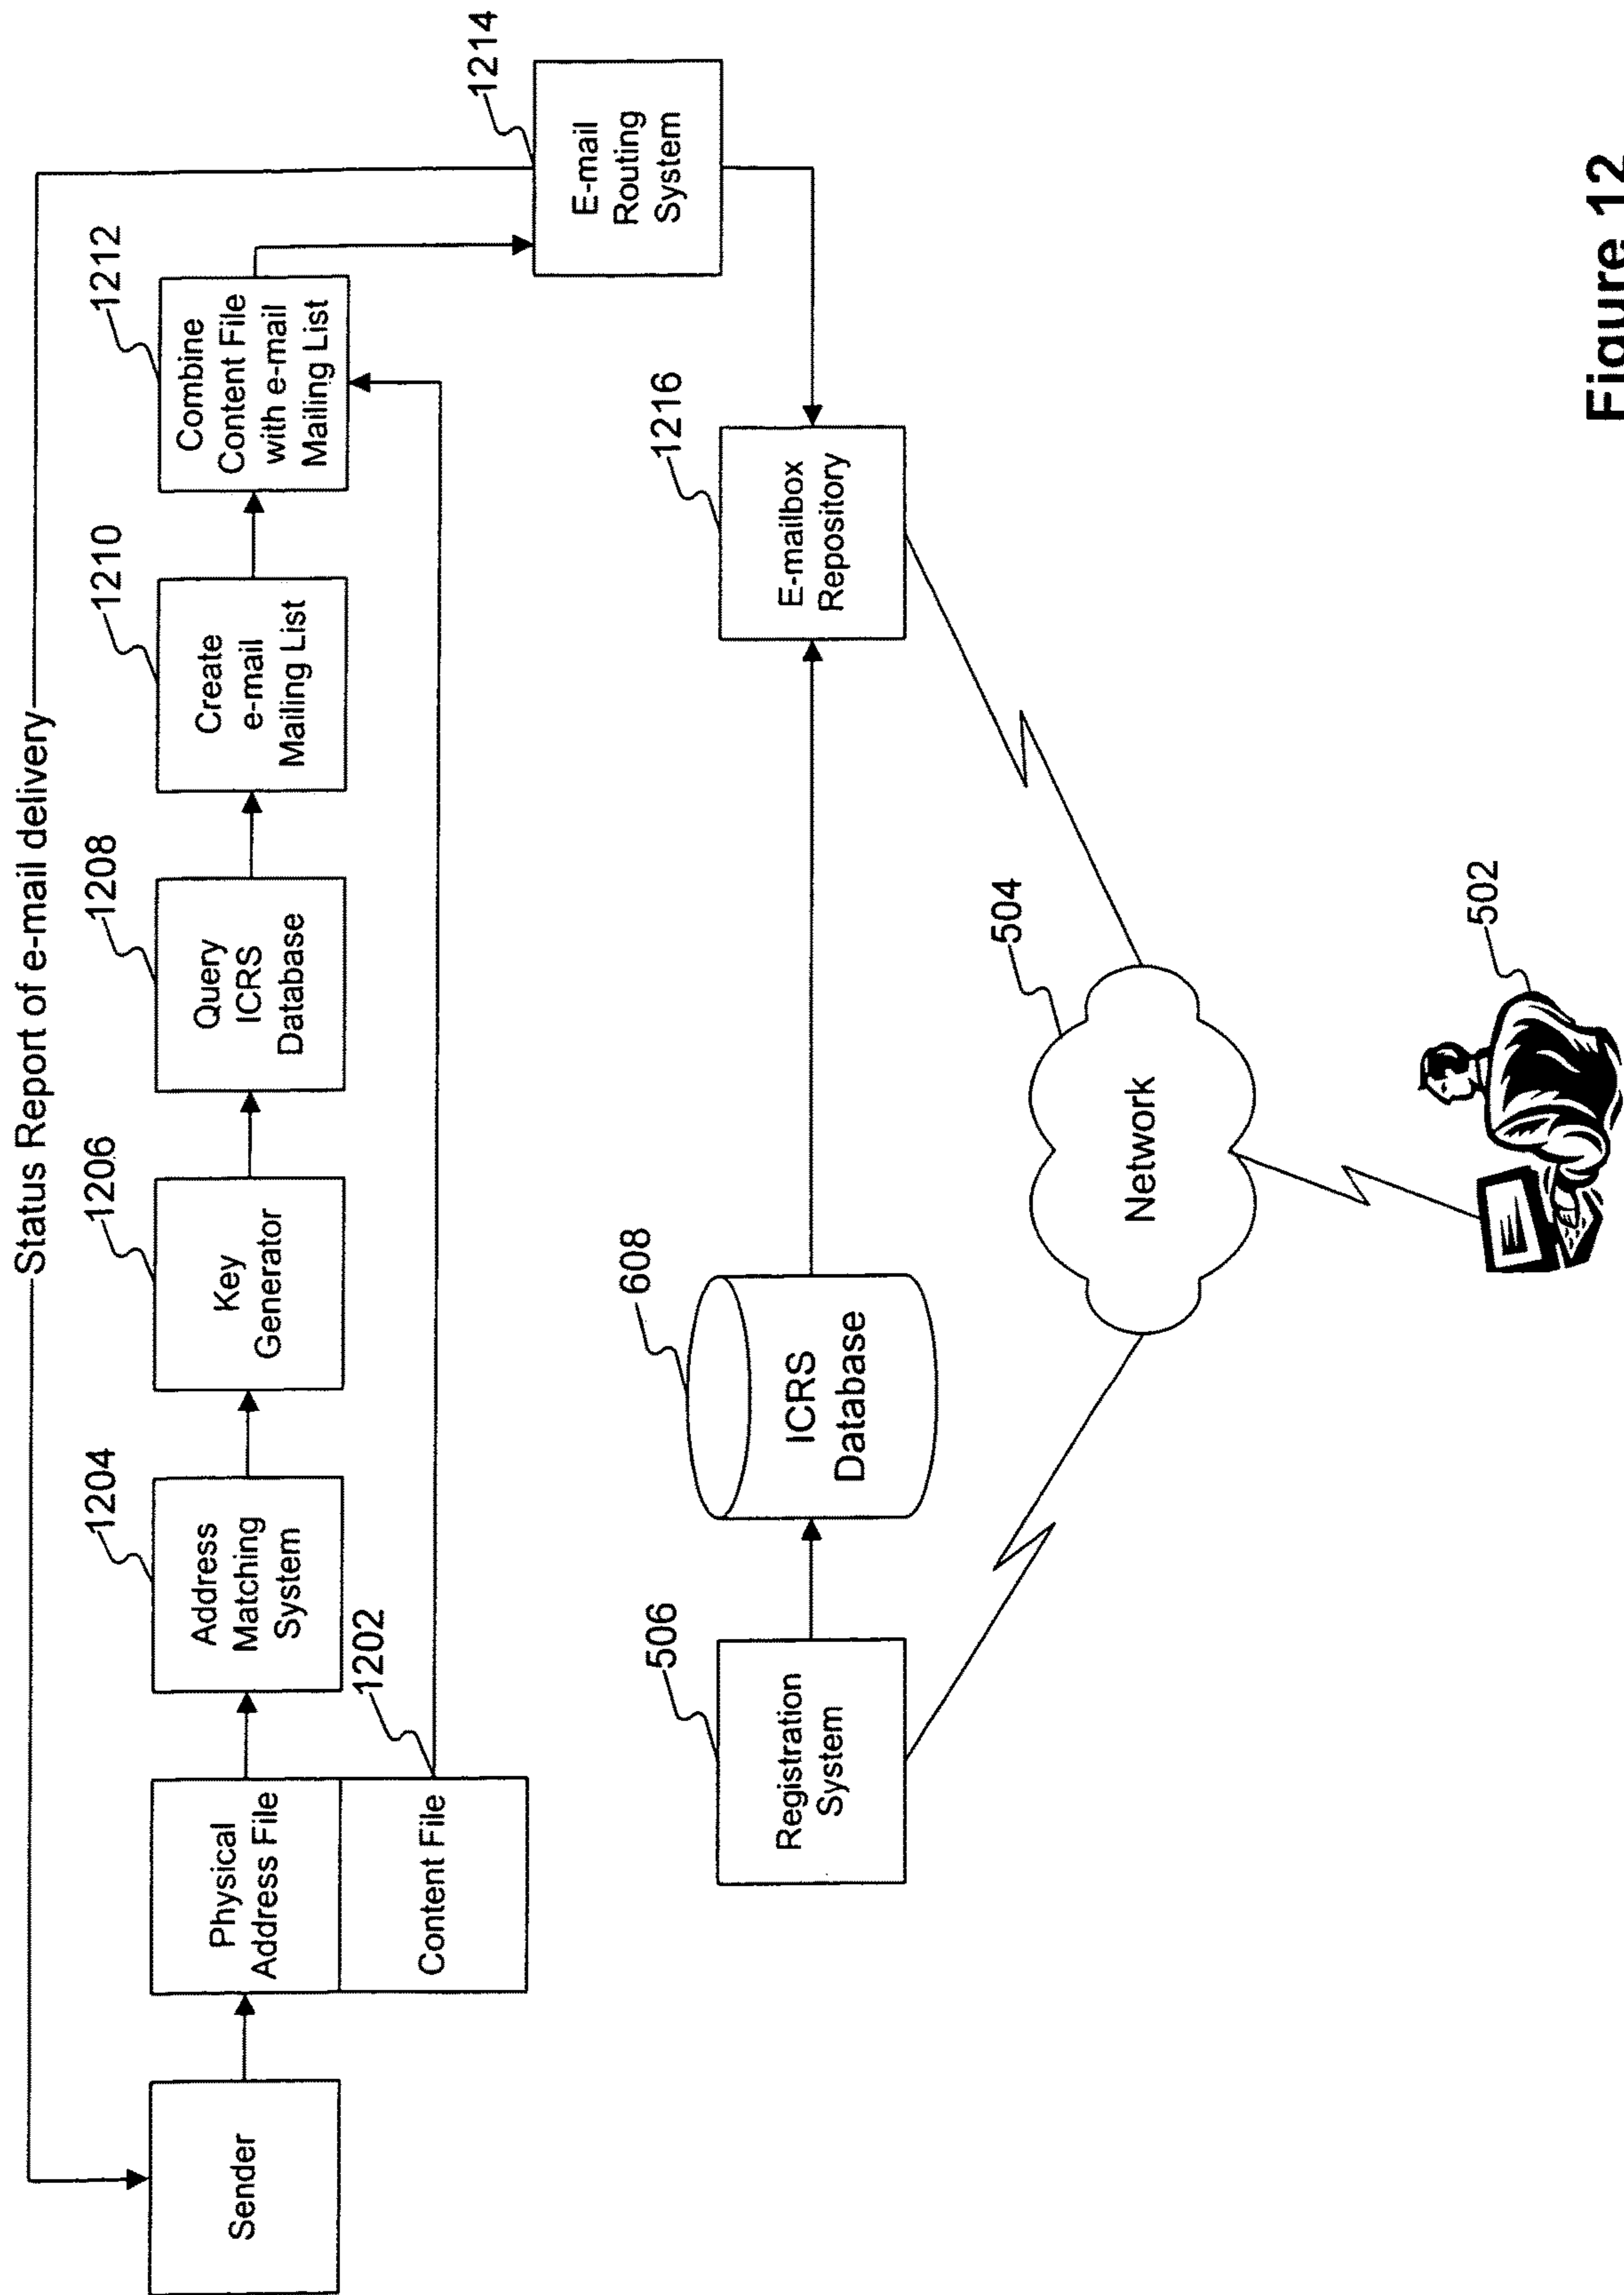 Status Report of e-mail delivery
Sender
Physical
Address File
Content File
1202
1204
Address
Matching
System
1206
Key
Generator
1208
Query
ICRS
Database
1210
Create
e-mail
Mailing List
1212
Combine
Content File
with e-mail
Mailing List
1214
E-mail
Routing
System
506
Registration
System
608
ICRS
Database
1216
E-mailbox
Repository
504
Network
502
Figure 12